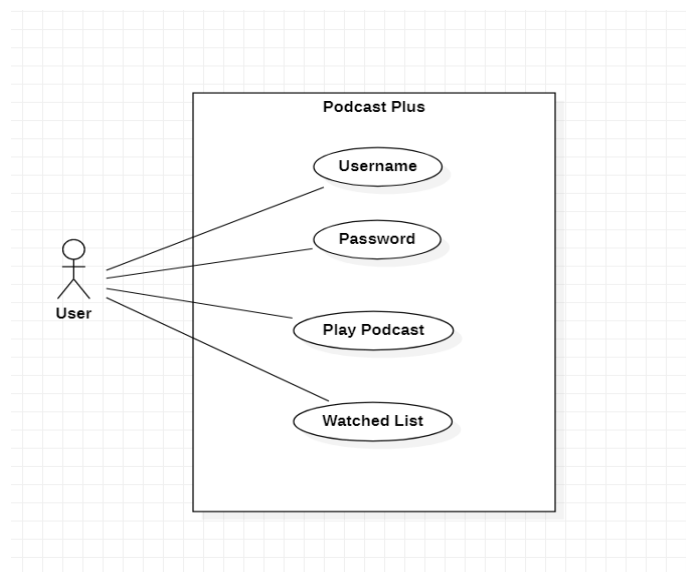 Podcast Plus
Username
Password
Play Podcast
Watched List
User